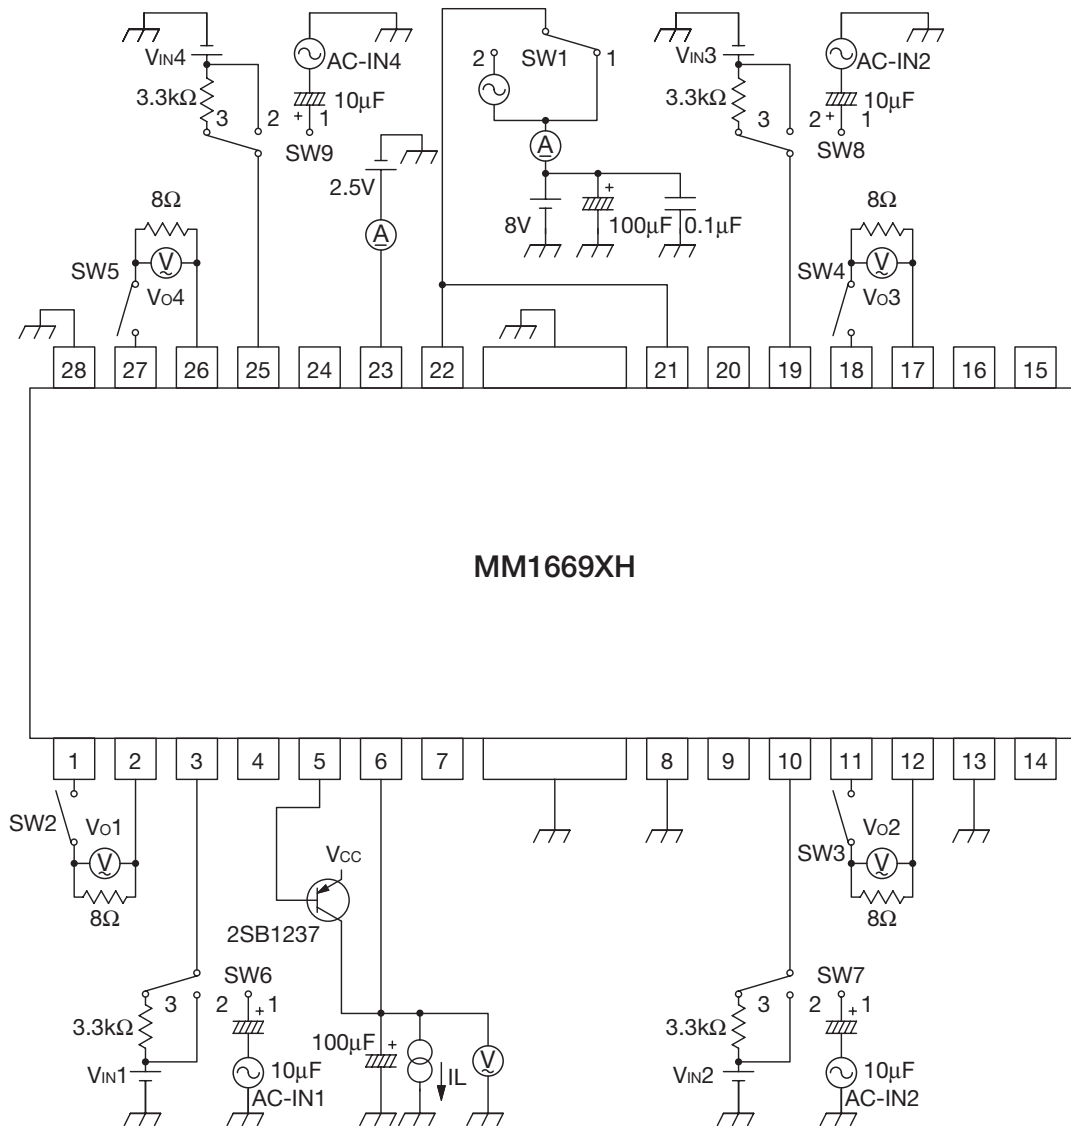 VIN4
AC-IN4
3.3kΩ
10μF
3
2
+
1
SW9
2
SW1
1
A
8V
+
100μF
0.1μF
2.5V
A
VIN3
AC-IN2
3.3kΩ
10μF
3
2
+
1
SW8
8Ω
SW5
V
VO4
8Ω
SW4
V
VO3
28
27
26
25
24
23
22
21
20
19
18
17
16
15
MM1669XH
1
2
3
4
5
6
7
8
9
10
11
12
13
14
SW2
VO1
V
8Ω
VCC
2SB1237
SW3
VO2
V
8Ω
SW6
3
2
+
1
3.3kΩ
10μF
VIN1
AC-IN1
100μF
+
IL
V
SW7
3
2
+
1
3.3kΩ
10μF
VIN2
AC-IN2